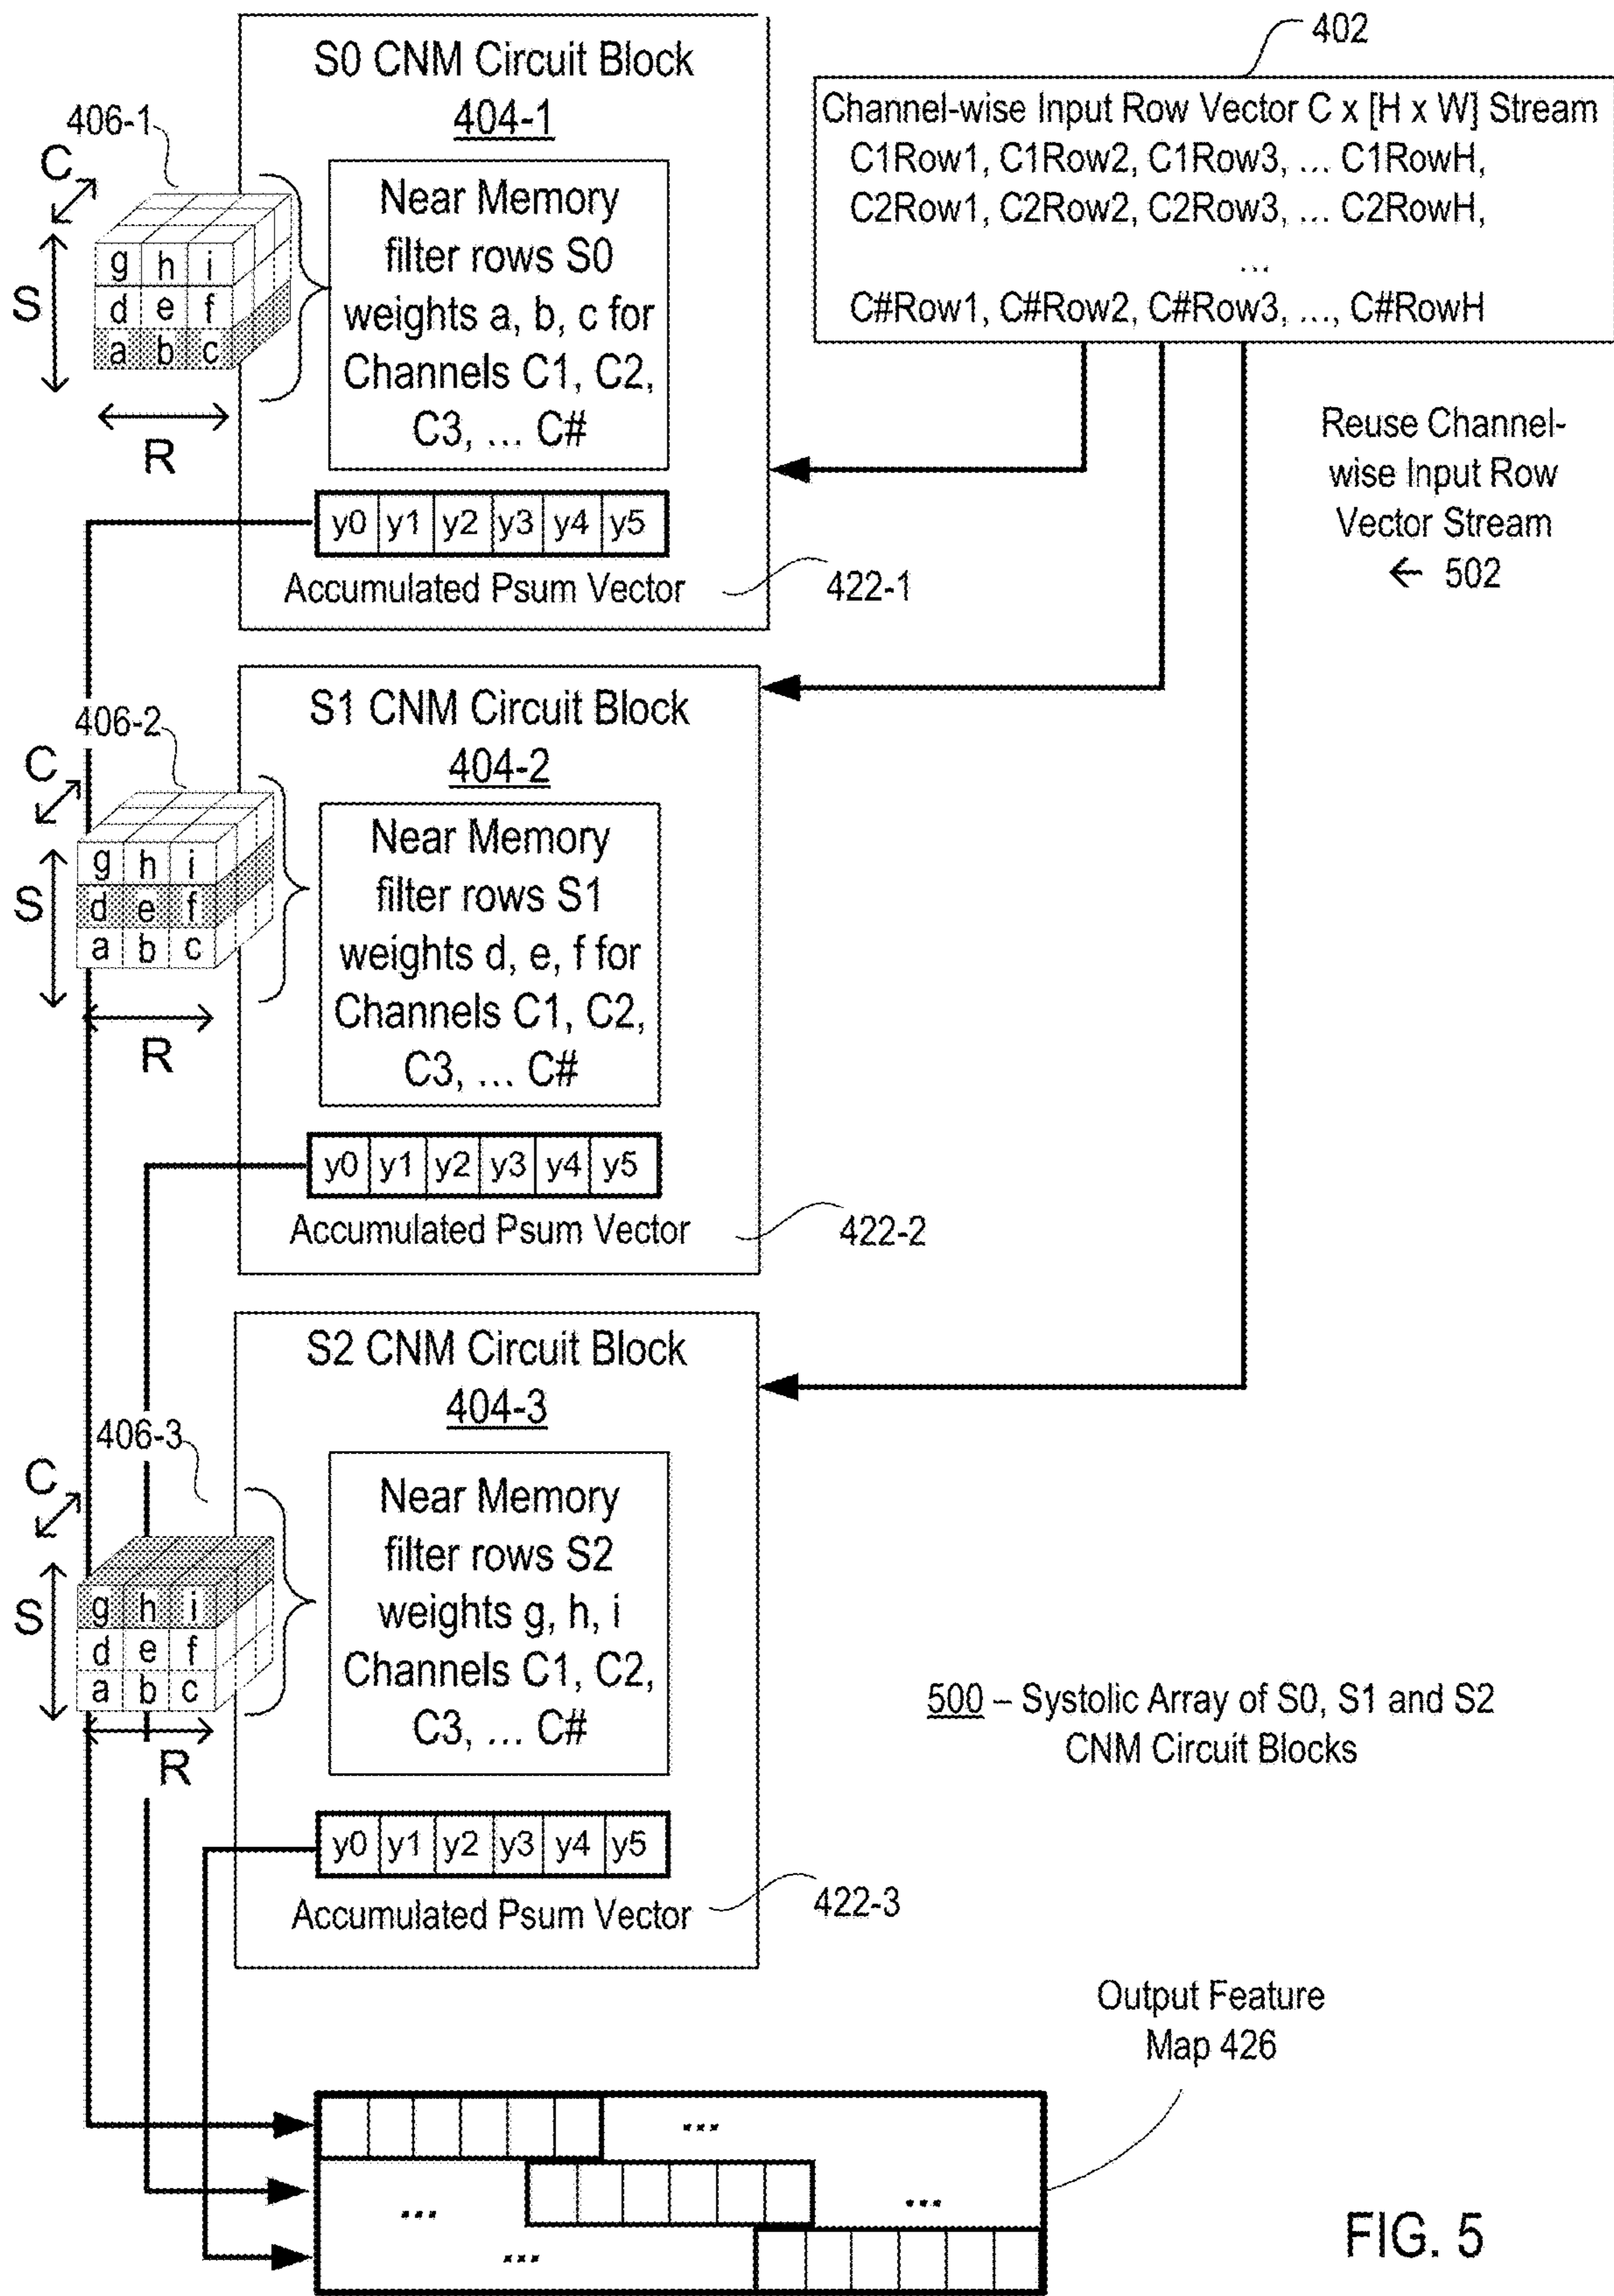 402
Channel-wise Input Row Vector C x [H x W] Stream
C1Row1, C1Row2, C1Row3, ... C1RowH,
C2Row1, C2Row2, C2Row3, ... C2RowH,
...
C#Row1, C#Row2, C#Row3, ..., C#RowH
Reuse Channel-
wise Input Row
Vector Stream
← 502
S0 CNM Circuit Block
404-1
406-1
C
S
g h i
d e f
a b c
R
Near Memory
filter rows S0
weights a, b, c for
Channels C1, C2,
C3, ... C#
y0 y1 y2 y3 y4 y5
Accumulated Psum Vector
422-1
S1 CNM Circuit Block
404-2
406-2
C
S
g h i
d e f
a b c
R
Near Memory
filter rows S1
weights d, e, f for
Channels C1, C2,
C3, ... C#
y0 y1 y2 y3 y4 y5
Accumulated Psum Vector
422-2
S2 CNM Circuit Block
404-3
406-3
C
S
g h i
d e f
a b c
R
Near Memory
filter rows S2
weights g, h, i
Channels C1, C2,
C3, ... C#
y0 y1 y2 y3 y4 y5
Accumulated Psum Vector
422-3
500 – Systolic Array of S0, S1 and S2
CNM Circuit Blocks
Output Feature
Map 426
...
... ...
...
FIG. 5